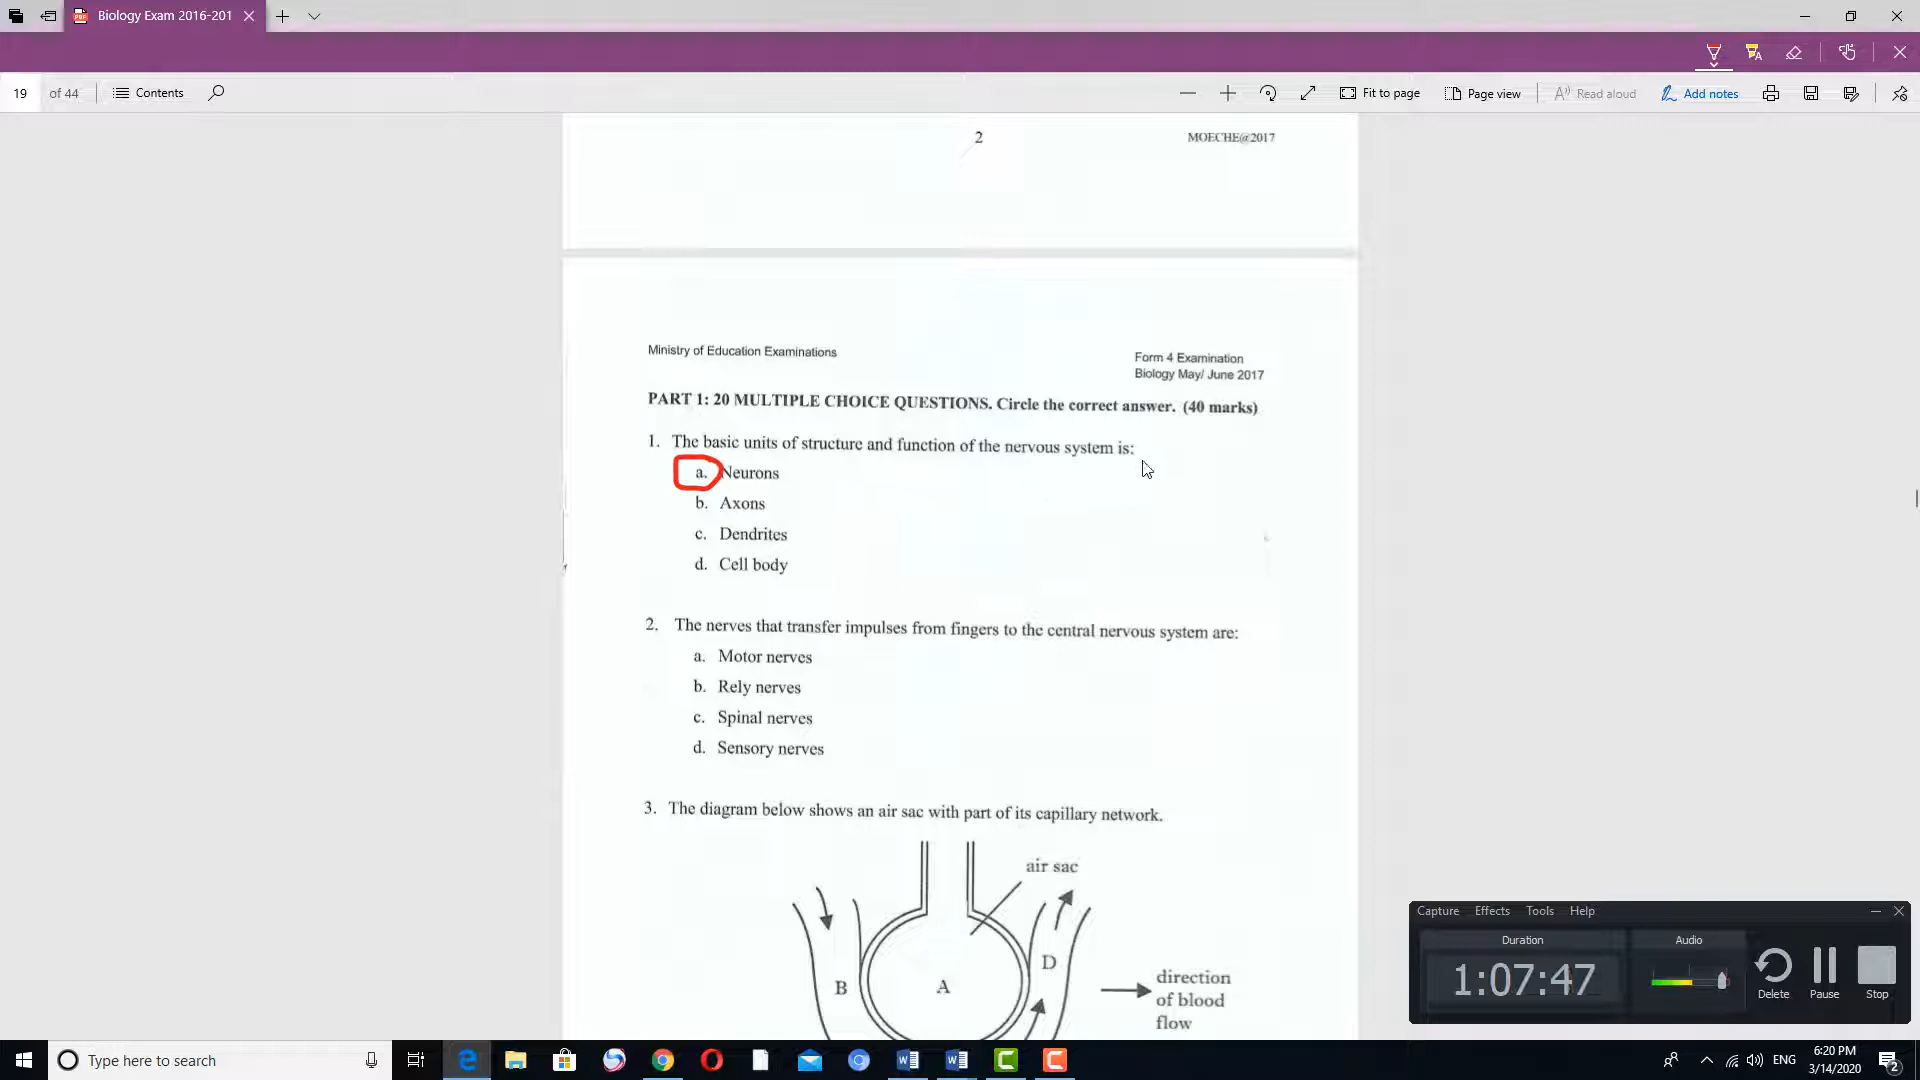 Biology Exam 2016-201
19 of 44 Contents Fit to page Page view Read aloud Add notes
2 MOECHE@2017
Ministry of Education Examinations
Form 4 Examination
Biology May/ June 2017
PART 1: 20 MULTIPLE CHOICE QUESTIONS. Circle the correct answer. (40 marks)
1. The basic units of structure and function of the nervous system is:
a. Neurons
b. Axons
c. Dendrites
d. Cell body
2. The nerves that transfer impulses from fingers to the central nervous system are:
a. Motor nerves
b. Rely nerves
c. Spinal nerves
d. Sensory nerves
3. The diagram below shows an air sac with part of its capillary network.
air sac
B A D
direction
of blood
flow
Capture Effects Tools Help
Duration Audio
1:07:47
Delete Pause Stop
Type here to search
ENG
6:20 PM
3/14/2020
2